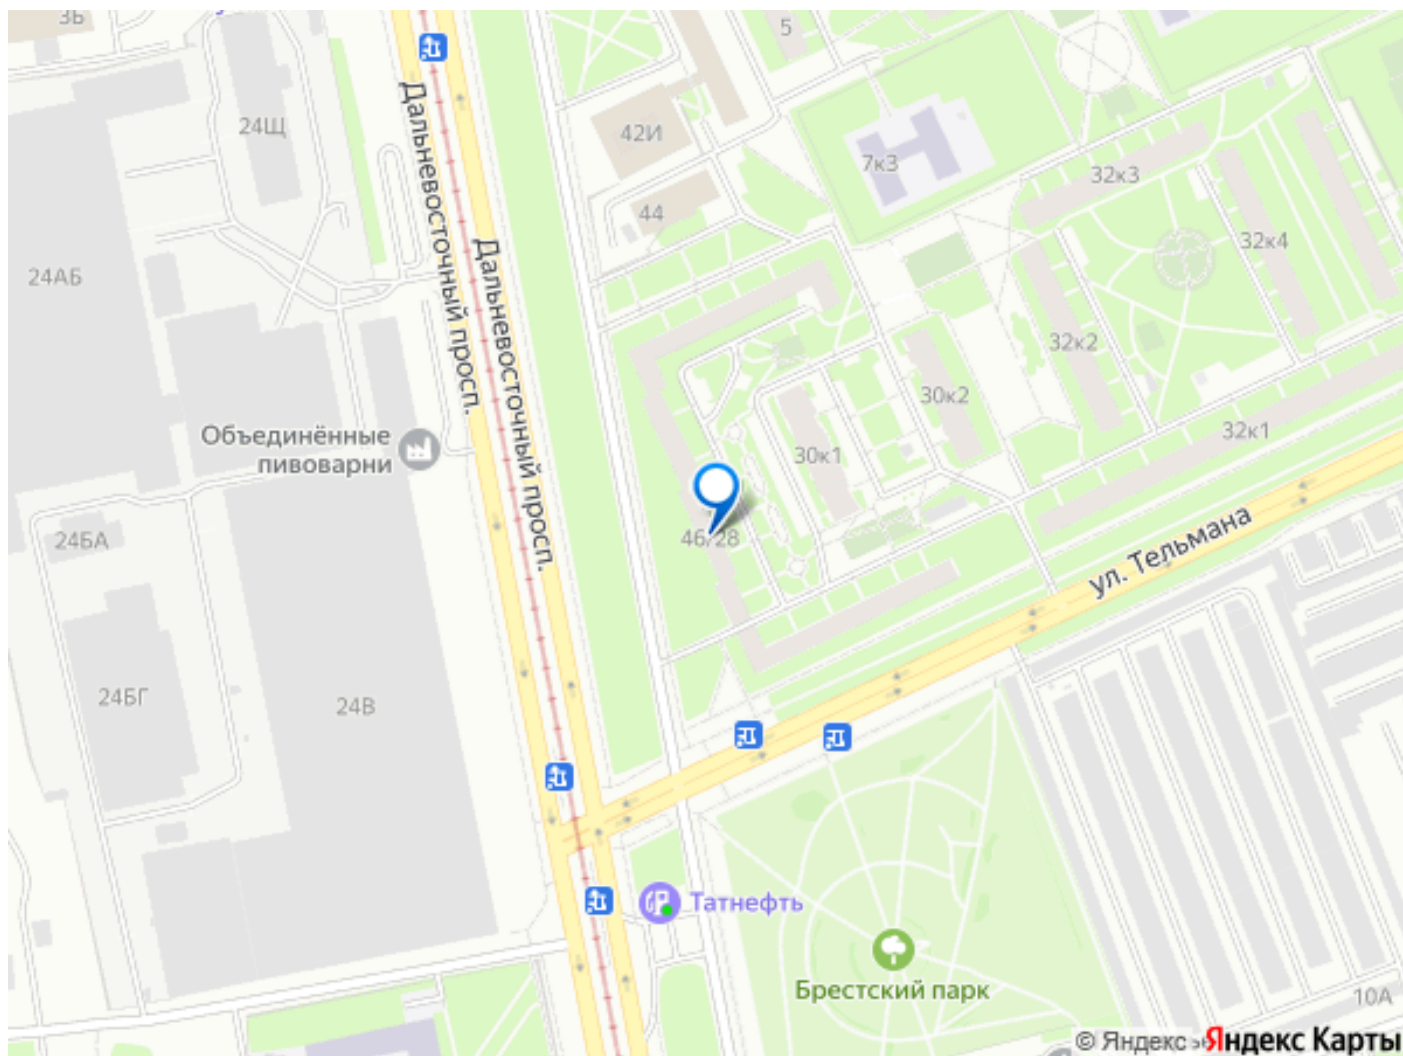 3Б
5
24Щ
42И
7к3
32к3
44
32к4
24АБ
Дальневосточный просп.
Дальневосточный просп.
32к2
30к2
32к1
Объединённые
пивоварни
30к1
46/28
24БА
ул. Тельмана
24БГ
24В
Татнефть
Брестский парк
10А
© Яндекс
Яндекс Карты